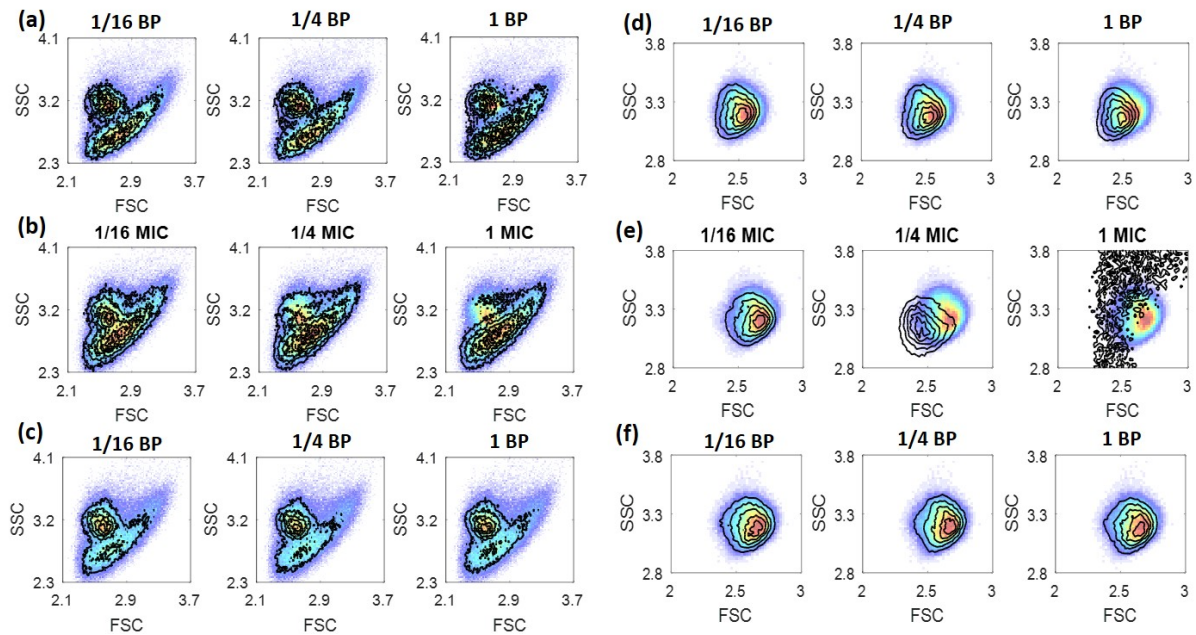 (a)
1/16 BP
1/4 BP
1 BP
4.1
3.2
2.3
SSC
2.1
2.9
3.7
FSC
4.1
3.2
2.3
SSC
2.1
2.9
3.7
FSC
4.1
3.2
2.3
SSC
2.1
2.9
3.7
FSC
(b)
1/16 MIC
1/4 MIC
1 MIC
4.1
3.2
2.3
SSC
2.1
2.9
3.7
FSC
4.1
3.2
2.3
SSC
2.1
2.9
3.7
FSC
4.1
3.2
2.3
SSC
2.1
2.9
3.7
FSC
(c)
1/16 BP
1/4 BP
1 BP
4.1
3.2
2.3
SSC
2.1
2.9
3.7
FSC
4.1
3.2
2.3
SSC
2.1
2.9
3.7
FSC
4.1
3.2
2.3
SSC
2.1
2.9
3.7
FSC
(d)
1/16 BP
1/4 BP
1 BP
3.8
3.3
2.8
SSC
2
2.5
3
FSC
3.8
3.3
2.8
SSC
2
2.5
3
FSC
3.8
3.3
2.8
SSC
2
2.5
3
FSC
(e)
1/16 MIC
1/4 MIC
1 MIC
3.8
3.3
2.8
SSC
2
2.5
3
FSC
3.8
3.3
2.8
SSC
2
2.5
3
FSC
3.8
3.3
2.8
SSC
2
2.5
3
FSC
(f)
1/16 BP
1/4 BP
1 BP
3.8
3.3
2.8
SSC
2
2.5
3
FSC
3.8
3.3
2.8
SSC
2
2.5
3
FSC
3.8
3.3
2.8
SSC
2
2.5
3
FSC